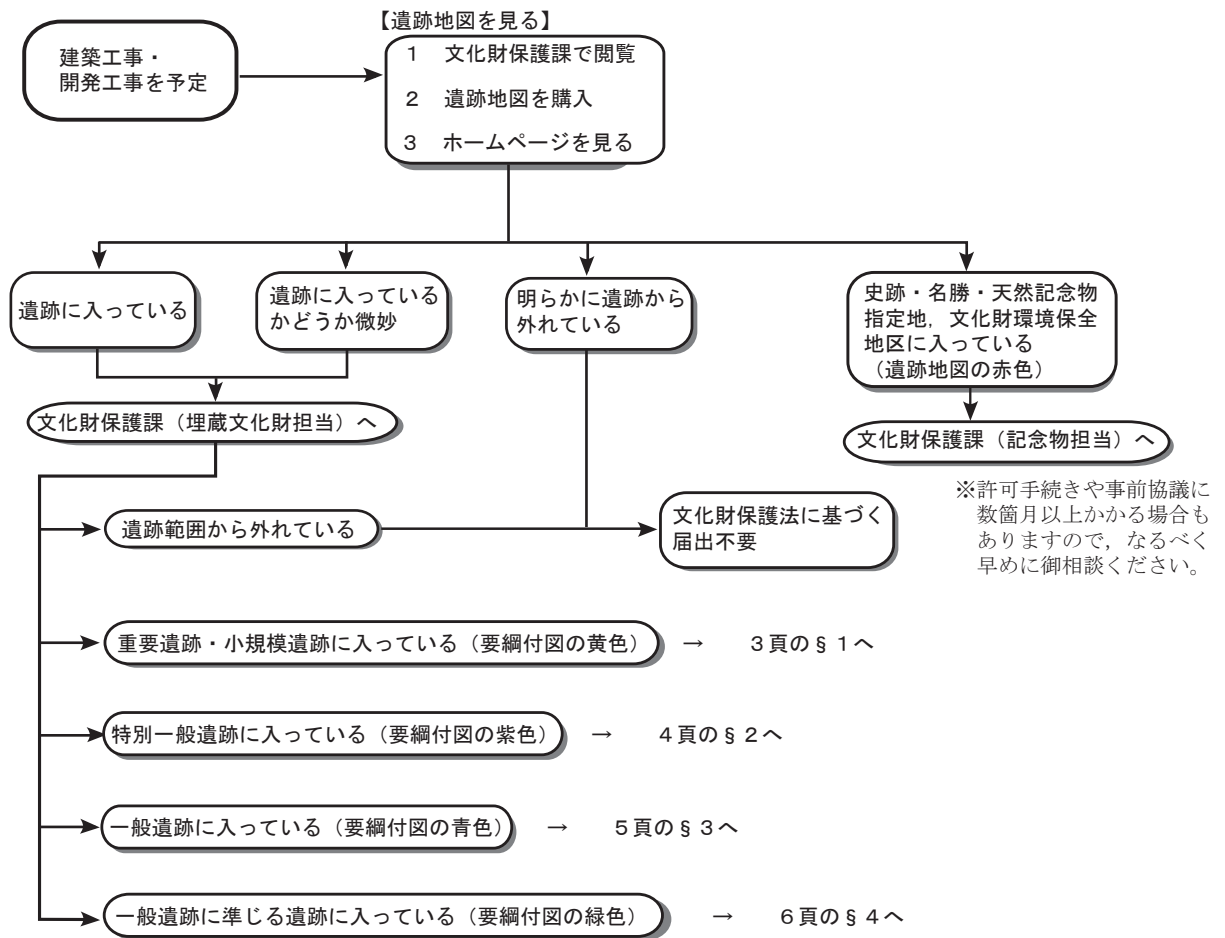 【遺跡地図を見る】
建築工事・
開発工事を予定
1 文化財保護課で閲覧
2 遺跡地図を購入
3 ホームページを見る
遺跡に入っている
遺跡に入っている
かどうか微妙
明らかに遺跡から
外れている
史跡・名勝・天然記念物
指定地，文化財環境保全
地区に入っている
（遺跡地図の赤色）
文化財保護課（埋蔵文化財担当）へ
文化財保護課（記念物担当）へ
※許可手続きや事前協議に
数箇月以上かかる場合も
ありますので，なるべく
早めに御相談ください。
遺跡範囲から外れている
文化財保護法に基づく
届出不要
重要遺跡・小規模遺跡に入っている（要綱付図の黄色） → 3頁の§1へ
特別一般遺跡に入っている（要綱付図の紫色） → 4頁の§2へ
一般遺跡に入っている（要綱付図の青色） → 5頁の§3へ
一般遺跡に準じる遺跡に入っている（要綱付図の緑色） → 6頁の§4へ